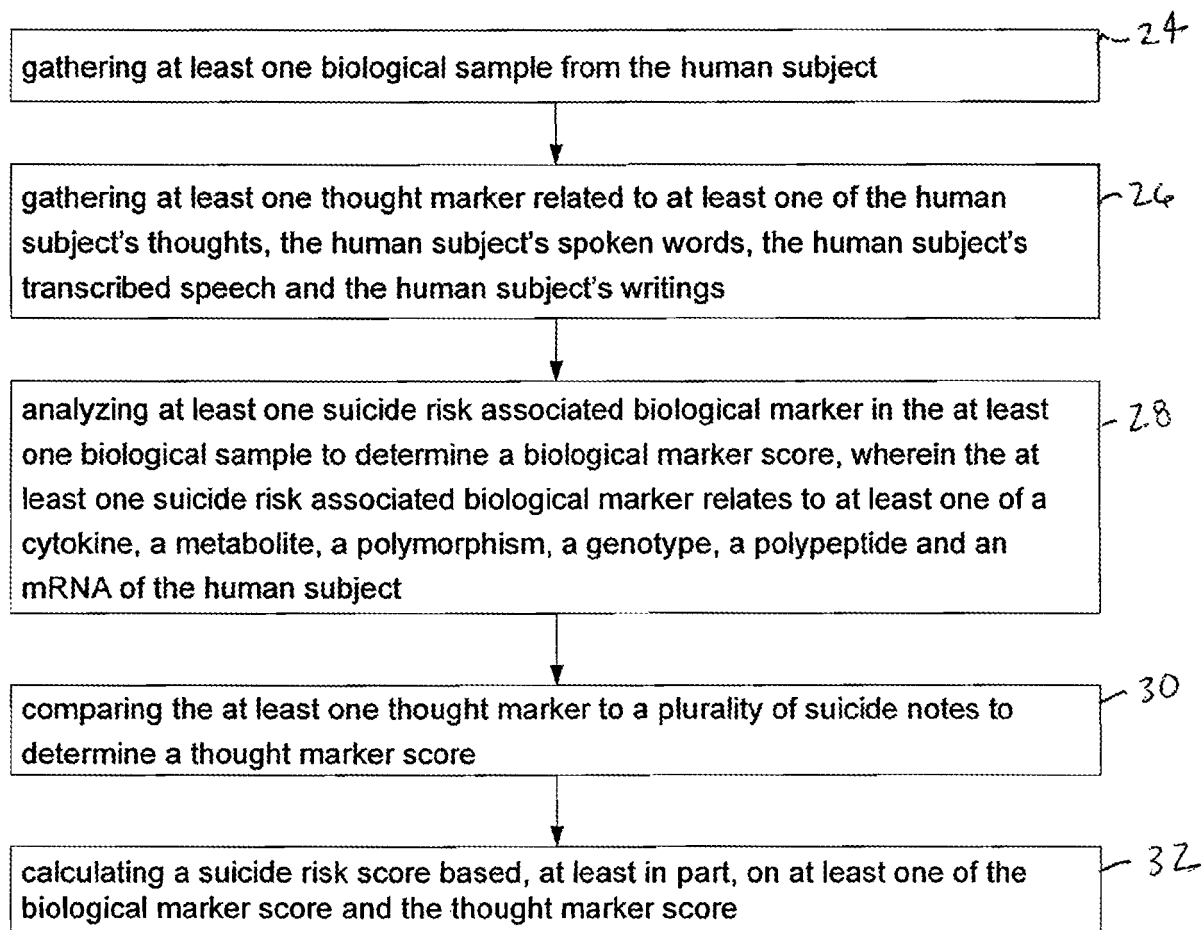 24
gathering at least one biological sample from the human subject
gathering at least one thought marker related to at least one of the human
subject's thoughts, the human subject's spoken words, the human subject's
transcribed speech and the human subject's writings
26
analyzing at least one suicide risk associated biological marker in the at least
one biological sample to determine a biological marker score, wherein the at
least one suicide risk associated biological marker relates to at least one of a
cytokine, a metabolite, a polymorphism, a genotype, a polypeptide and an
mRNA of the human subject
28
comparing the at least one thought marker to a plurality of suicide notes to
determine a thought marker score
30
calculating a suicide risk score based, at least in part, on at least one of the
biological marker score and the thought marker score
32